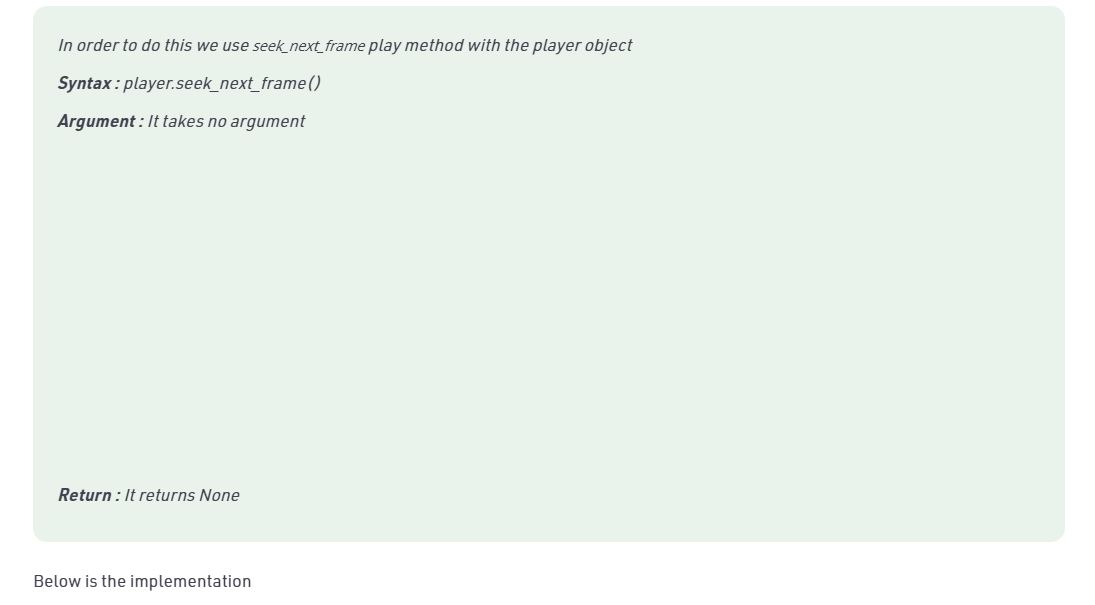 In order to do this we use seek_next_frame play method with the player object
Syntax : player.seek_next_frame()
Argument : It takes no argument
Return : It returns None
Below is the implementation